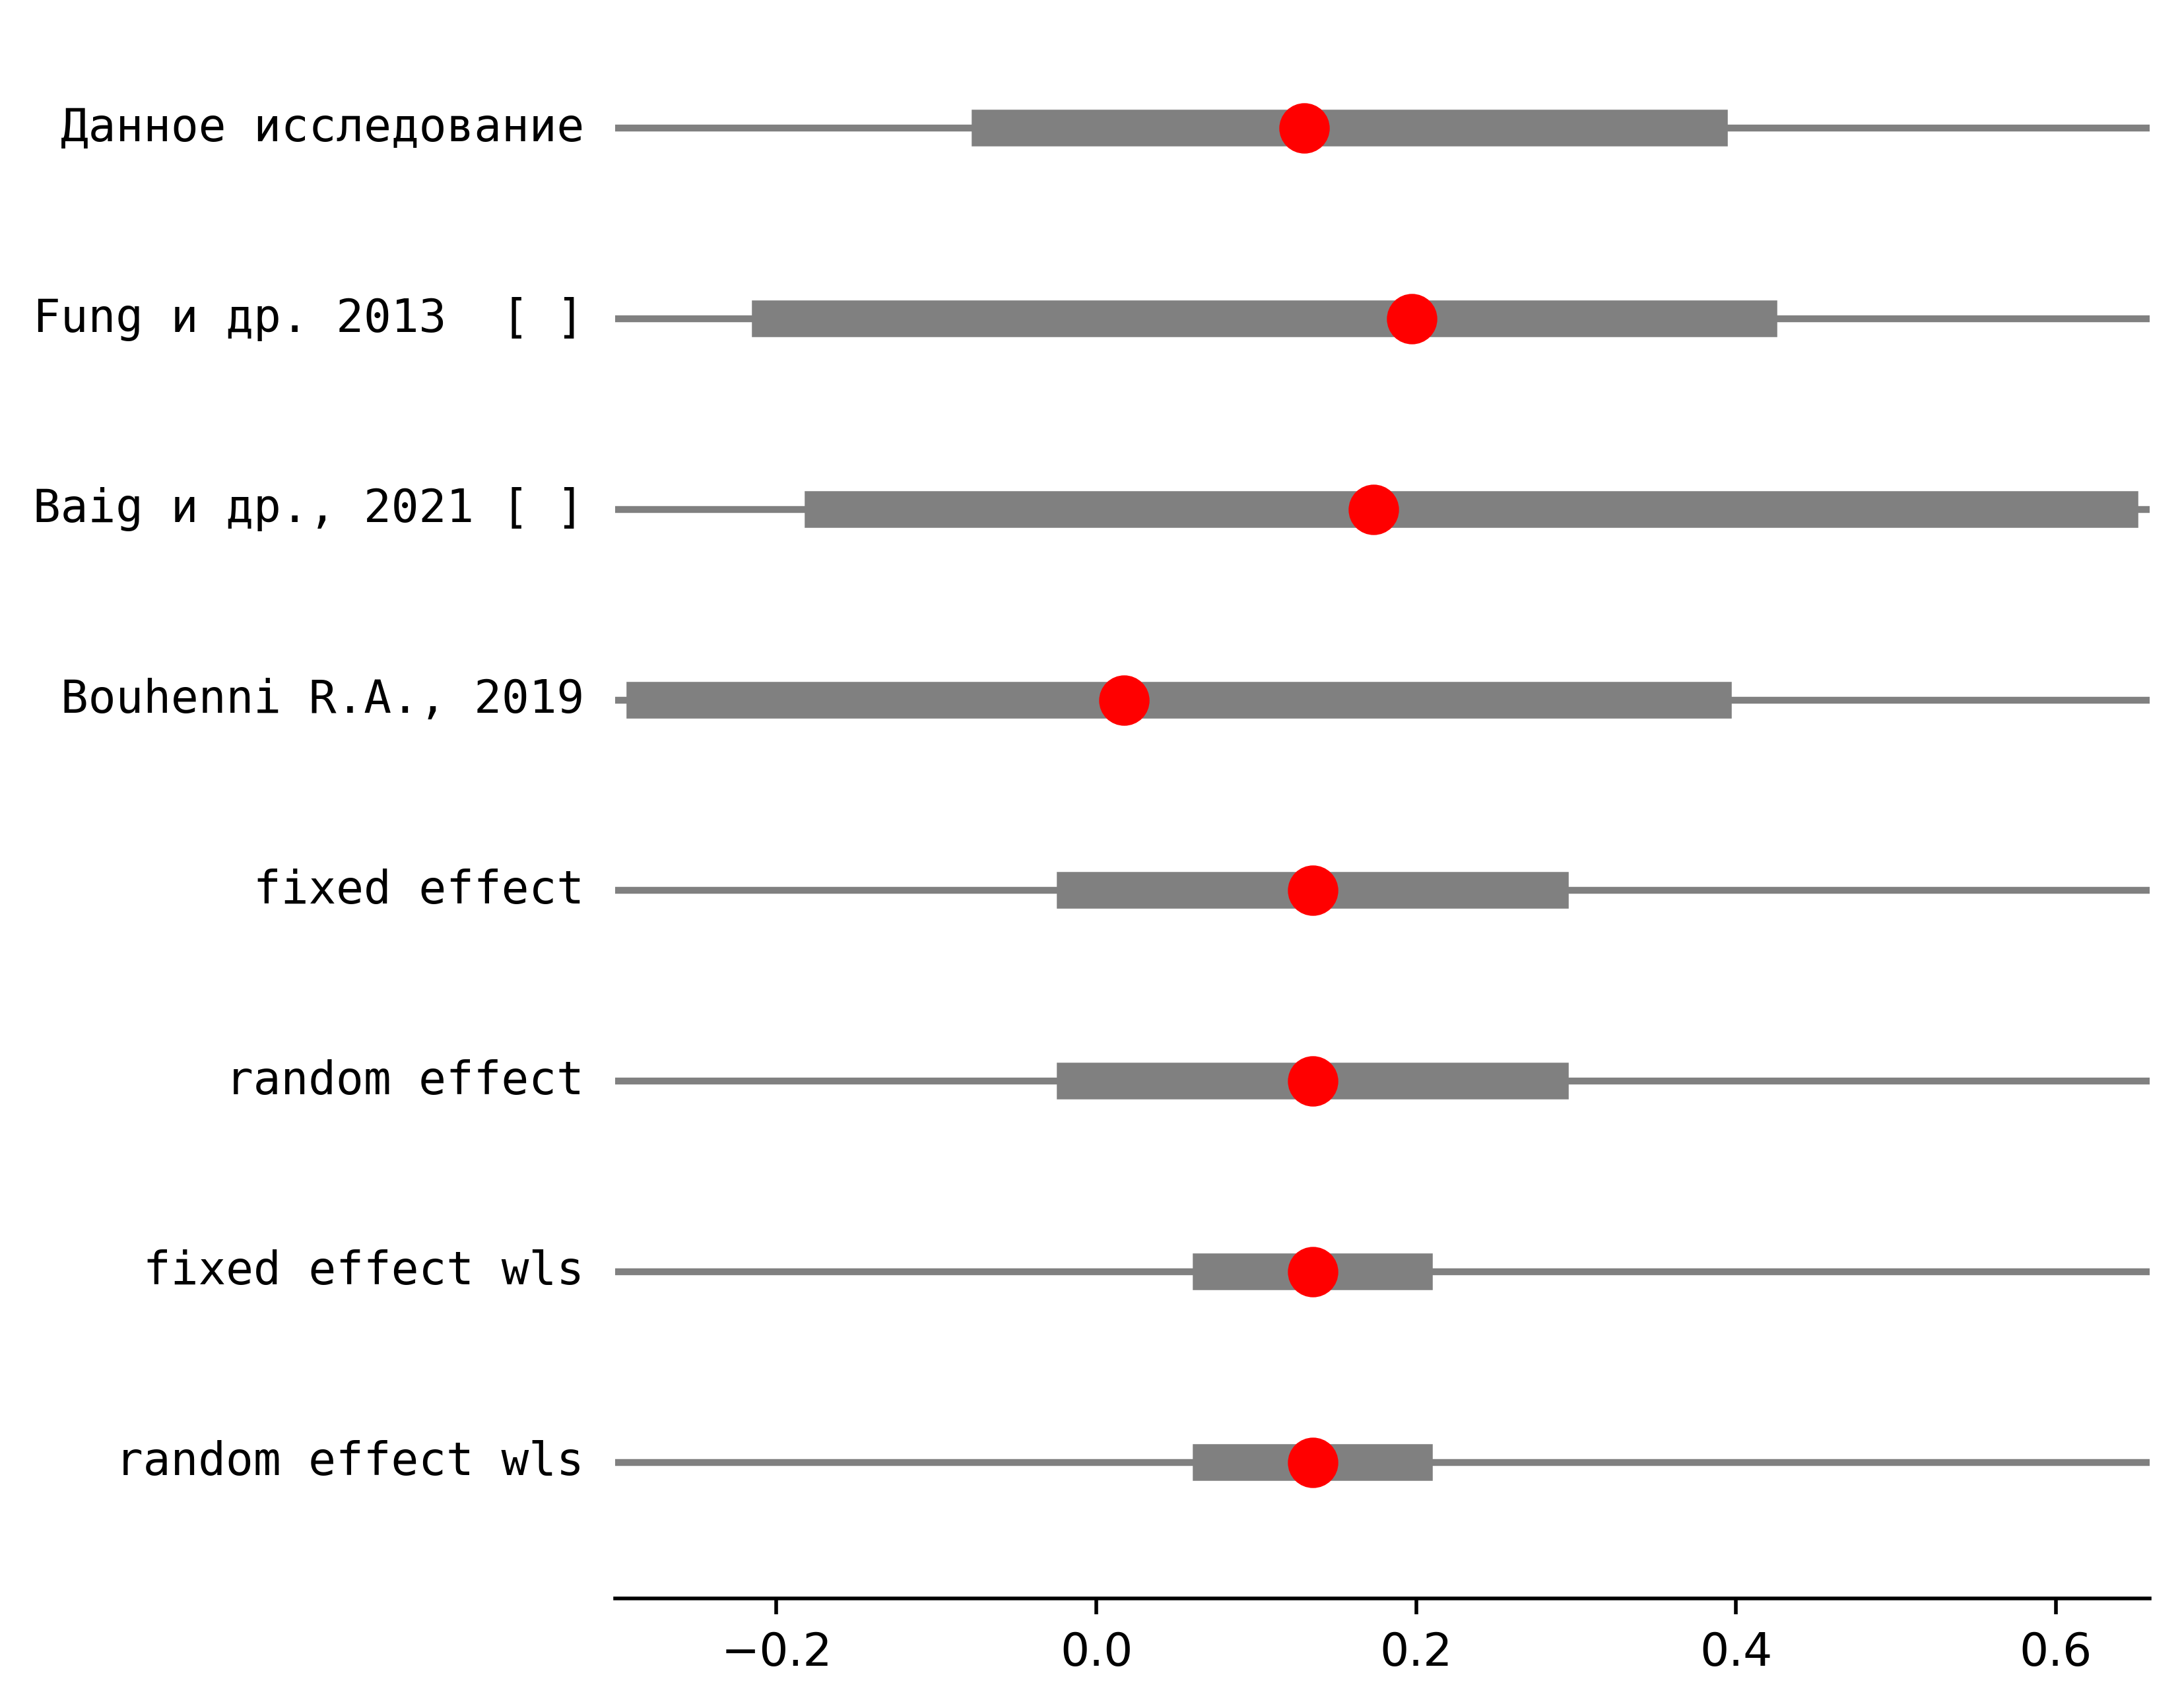 Данное исследование
Fung и др. 2013  [ ]
Baig и др., 2021 [ ]
Bouhenni R.A., 2019
fixed effect
random effect
fixed effect wls
random effect wls
−0.2 0.0 0.2 0.4 0.6